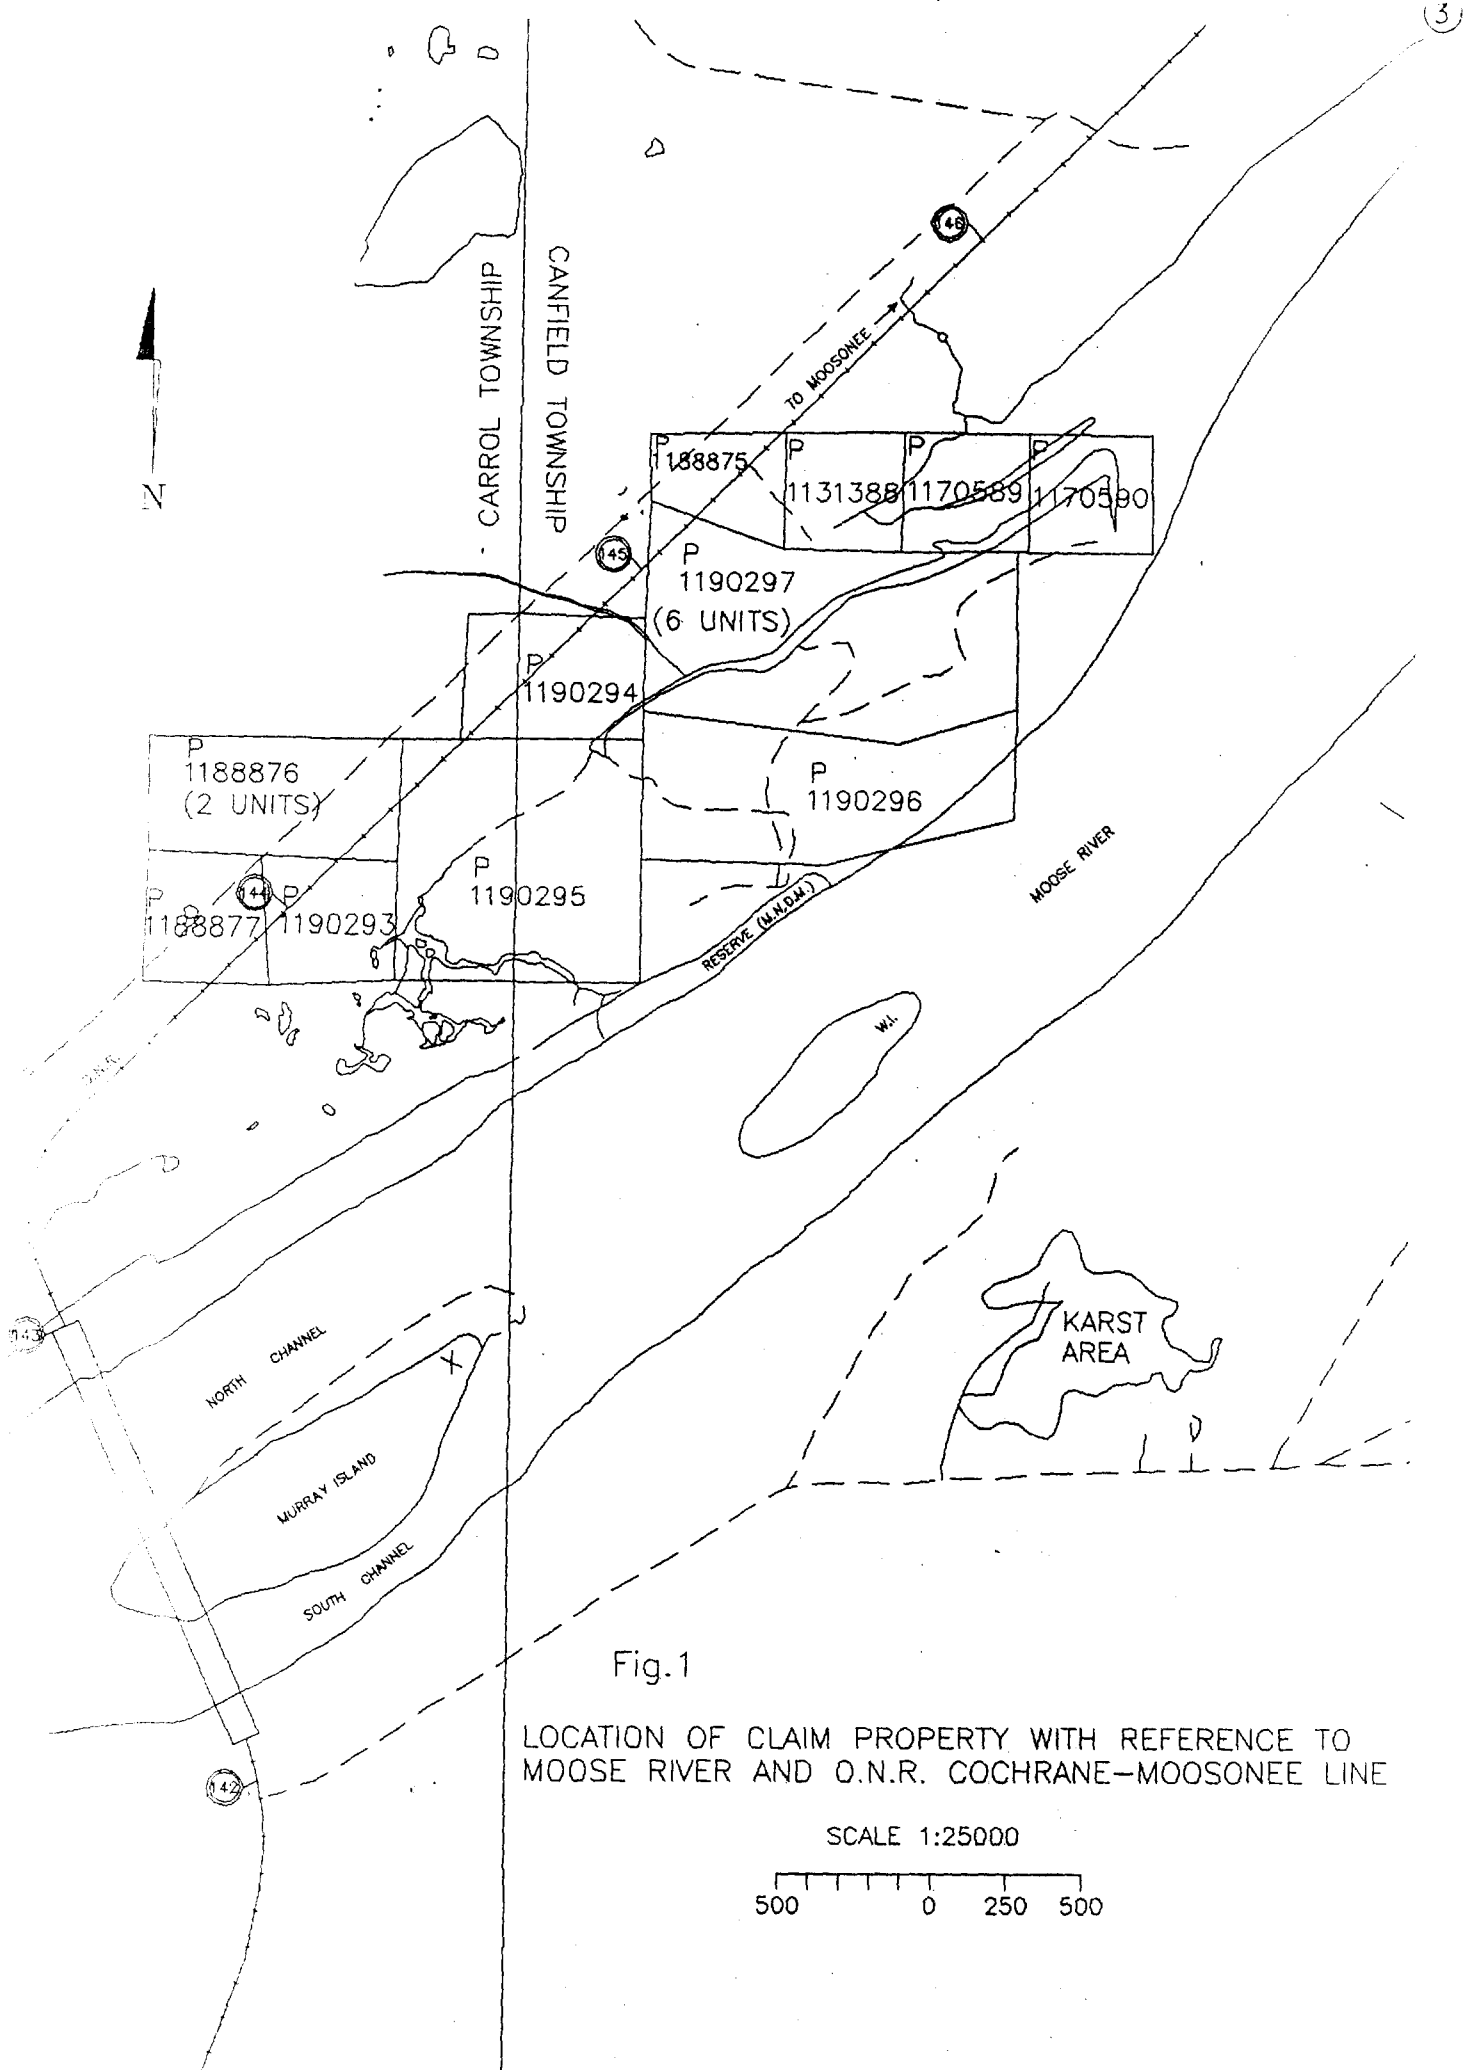 3
146
CARROL TOWNSHIP
CANFIELD TOWNSHIP
TO MOOSONEE
N
P
1188875
P
1131388
P
1170589
P
1170590
145
P
1190297
(6 UNITS)
P
1190294
P
1188876
(2 UNITS)
P
1190296
MOOSE RIVER
144
P
1188877
P
1190293
P
1190295
RESERVE (M.N.D.M.)
W.I.
O.N.R.
143
NORTH CHANNEL
X
KARST
AREA
MURRAY ISLAND
SOUTH CHANNEL
142
Fig.1
LOCATION OF CLAIM PROPERTY WITH REFERENCE TO
MOOSE RIVER AND O.N.R. COCHRANE-MOOSONEE LINE
SCALE 1:25000
500 0 250 500